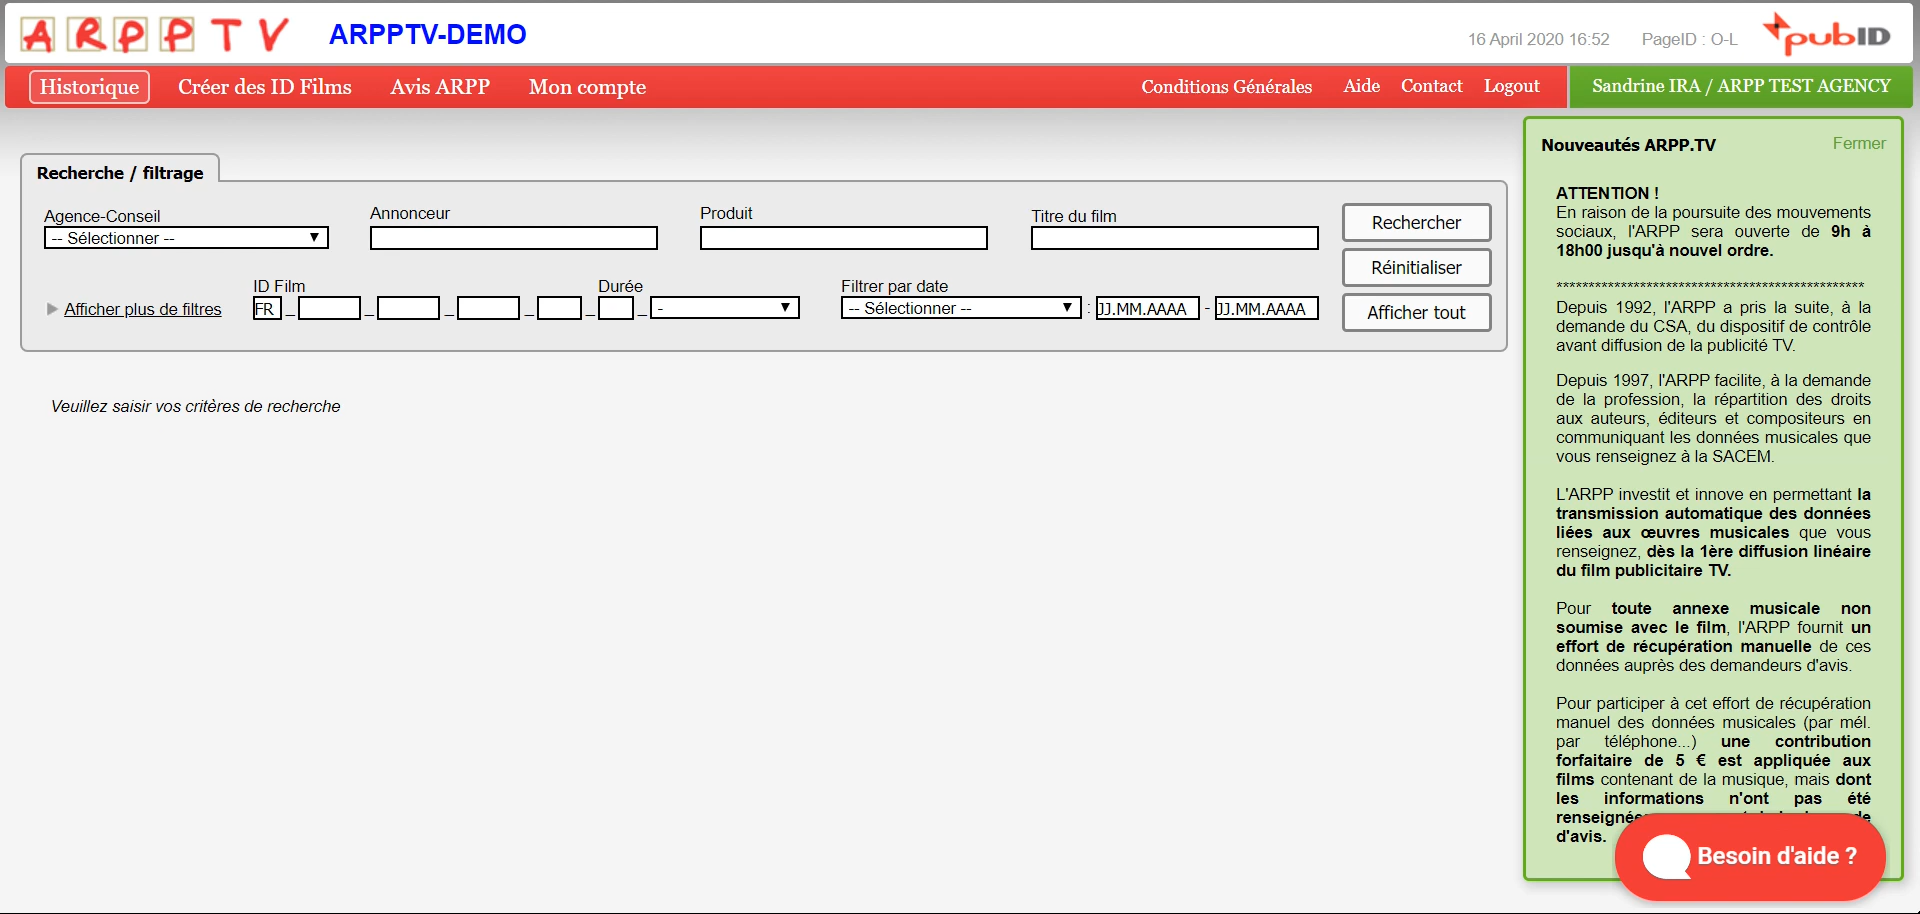 ARPPTV ARPPTV-DEMO 16 April 2020 16:52 PageID : O-L pubID
Historique Créer des ID Films Avis ARPP Mon compte Conditions Générales Aide Contact Logout Sandrine IRA / ARPP TEST AGENCY
Recherche / filtrage
Agence-Conseil Annonceur Produit Titre du film
-- Sélectionner --
Rechercher
Réinitialiser
Afficher tout
ID Film Durée Filtrer par date
Afficher plus de filtres FR _ _ _ _ _ _ - -- Sélectionner -- : JJ.MM.AAAA - JJ.MM.AAAA
Veuillez saisir vos critères de recherche
Nouveautés ARPP.TV Fermer
ATTENTION !
En raison de la poursuite des mouvements
sociaux, l'ARPP sera ouverte de 9h à
18h00 jusqu'à nouvel ordre.
************************************************
Depuis 1992, l'ARPP a pris la suite, à la
demande du CSA, du dispositif de contrôle
avant diffusion de la publicité TV.
Depuis 1997, l'ARPP facilite, à la demande
de la profession, la répartition des droits
aux auteurs, éditeurs et compositeurs en
communiquant les données musicales que
vous renseignez à la SACEM.
L'ARPP investit et innove en permettant la
transmission automatique des données
liées aux œuvres musicales que vous
renseignez, dès la 1ère diffusion linéaire
du film publicitaire TV.
Pour toute annexe musicale non
soumise avec le film, l'ARPP fournit un
effort de récupération manuelle de ces
données auprès des demandeurs d'avis.
Pour participer à cet effort de récupération
manuel des données musicales (par mél.
par téléphone...) une contribution
forfaitaire de 5 € est appliquée aux
films contenant de la musique, mais dont
les informations n'ont pas été
d'avis.
Besoin d'aide ?